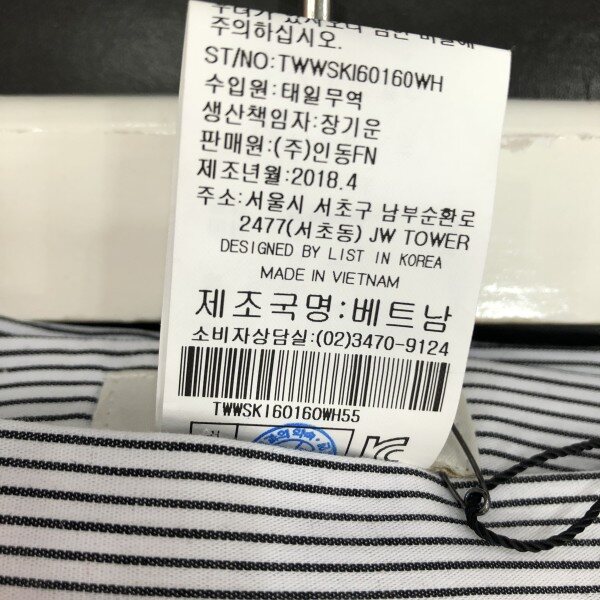 주의하십시오.
ST/NO:TWWSKI60160WH
수입원:태일무역
생산책임자:장기운
판매원:(주)인동FN
제조년월:2018.4
주소:서울시 서초구 남부순환로
2477(서초동) JW TOWER
DESIGNED BY LIST IN KOREA
MADE IN VIETNAM
제조국명:베트남
소비자상담실:(02)3470-9124
TWWSKI60160WH55